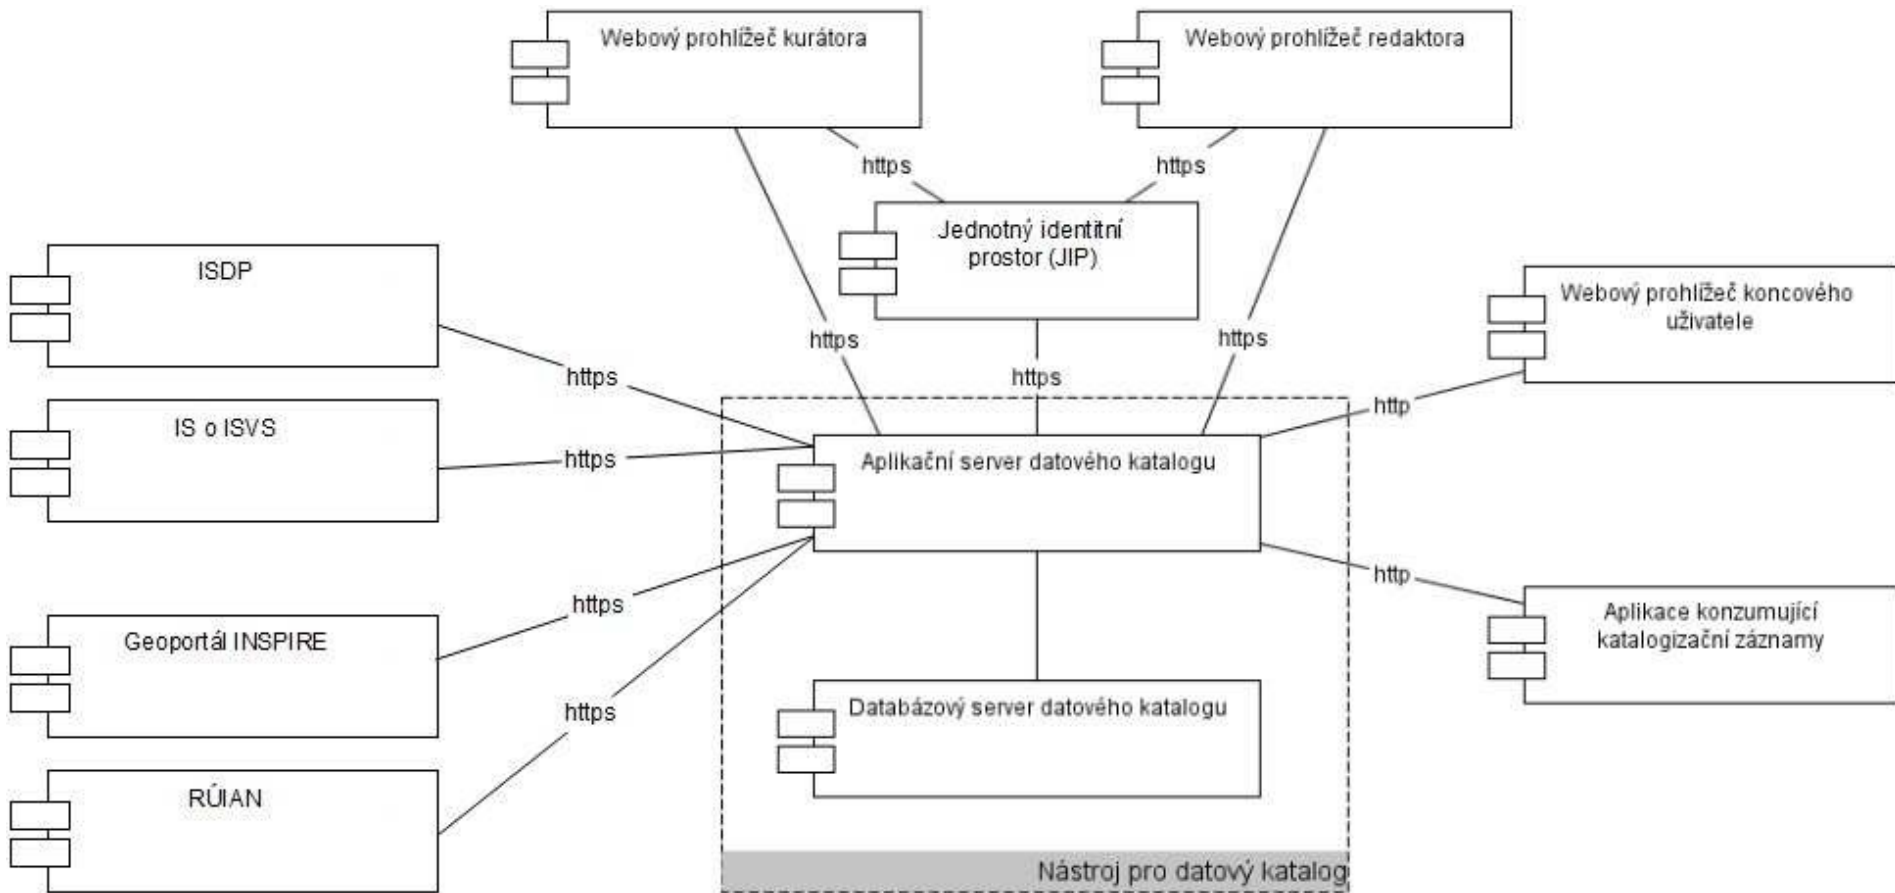 Webový prohlížeč kurátora
Webový prohlížeč redaktora
https
https
Jednotný identitní
prostor (JIP)
ISDP
Webový prohlížeč koncového
uživatele
https
https
https
https
http
IS o ISVS
https
Aplikační server datového katalogu
http
https
Geoportál INSPIRE
Aplikace konzumující
katalogizační záznamy
https
Databázový server datového katalogu
RÚIAN
Nástroj pro datový katalog